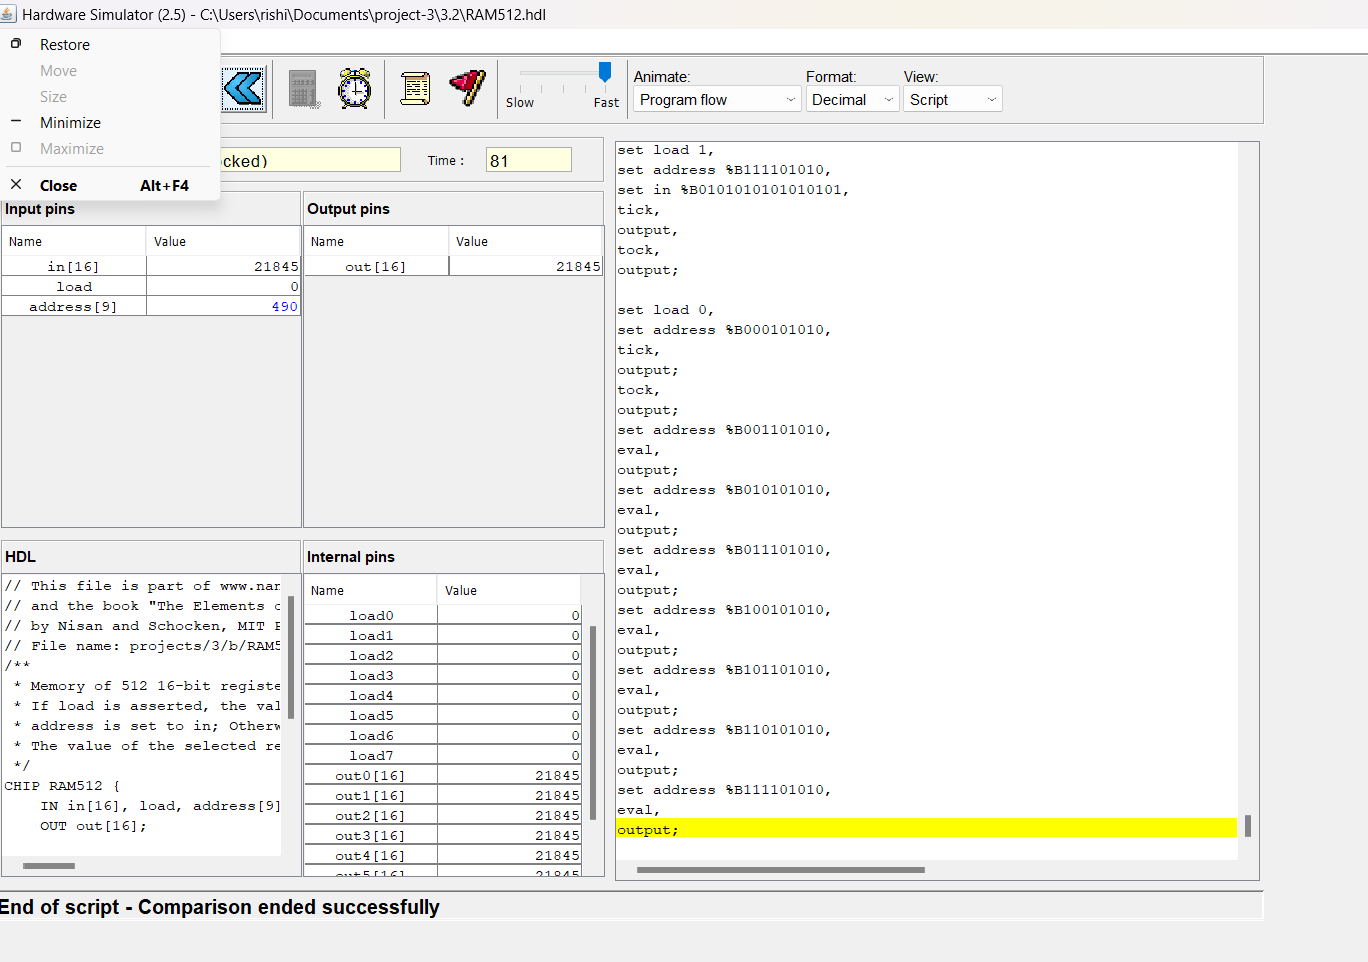 Hardware Simulator (2.5) - C:\Users\rishi\Documents\project-3\3.2\RAM512.hdl
Restore
Move
Size
Minimize
Maximize
Close Alt+F4
Slow Fast
Animate: Format: View:
Program flow Decimal Script
cked) Time : 81
Input pins
Name Value
in[16] 21845
load 0
address[9] 490
Output pins
Name Value
out[16] 21845
HDL
// This file is part of www.nan
// and the book "The Elements o
// by Nisan and Schocken, MIT P
// File name: projects/3/b/RAM5
/**
* Memory of 512 16-bit registe
* If load is asserted, the val
* address is set to in; Otherw
* The value of the selected re
*/
CHIP RAM512 {
IN in[16], load, address[9]
OUT out[16];
Internal pins
Name Value
load0 0
load1 0
load2 0
load3 0
load4 0
load5 0
load6 0
load7 0
out0[16] 21845
out1[16] 21845
out2[16] 21845
out3[16] 21845
out4[16] 21845
out5[16] 21845
set load 1,
set address %B111101010,
set in %B0101010101010101,
tick,
output,
tock,
output;
set load 0,
set address %B000101010,
tick,
output;
tock,
output;
set address %B001101010,
eval,
output;
set address %B010101010,
eval,
output;
set address %B011101010,
eval,
output;
set address %B100101010,
eval,
output;
set address %B101101010,
eval,
output;
set address %B110101010,
eval,
output;
set address %B111101010,
eval,
output;
End of script - Comparison ended successfully